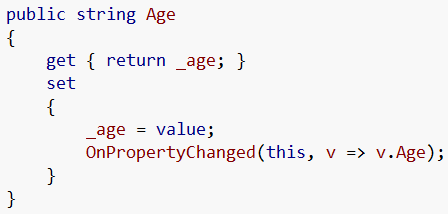 public string Age
{
    get { return _age; }
    set
    {
        _age = value;
        OnPropertyChanged(this, v => v.Age);
    }
}